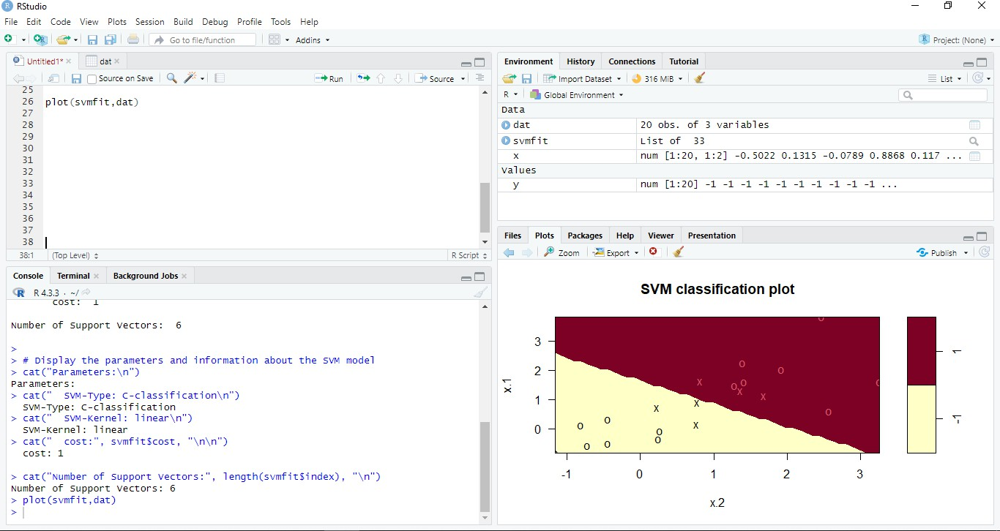 RStudio
File Edit Code View Plots Session Build Debug Profile Tools Help
Go to file/function Addins Project: (None)
Untitled1* dat
Source on Save Run Source
25
26 plot(svmfit,dat)
27
28
29
30
31
32
33
34
35
36
37
38
38:1 (Top Level) R Script
Console Terminal Background Jobs
R 4.3.3 · ~/
cost: 1
Number of Support Vectors: 6
>
> # Display the parameters and information about the SVM model
> cat("Parameters:\n")
Parameters:
> cat(" SVM-Type: C-classification\n")
SVM-Type: C-classification
> cat(" SVM-Kernel: linear\n")
SVM-Kernel: linear
> cat(" cost:", svmfit$cost, "\n\n")
cost: 1
> cat("Number of Support Vectors:", length(svmfit$index), "\n")
Number of Support Vectors: 6
> plot(svmfit,dat)
>
Environment History Connections Tutorial
Import Dataset 316 MiB List
R Global Environment
Data
dat 20 obs. of 3 variables
svmfit List of 33
x num [1:20, 1:2] -0.5022 0.1315 -0.0789 0.8868 0.117 ...
Values
y num [1:20] -1 -1 -1 -1 -1 -1 -1 -1 -1 -1 ...
Files Plots Packages Help Viewer Presentation
Zoom Export Publish
SVM classification plot
3
2
1
0
x.1
-1 0 1 2 3
x.2
1
-1